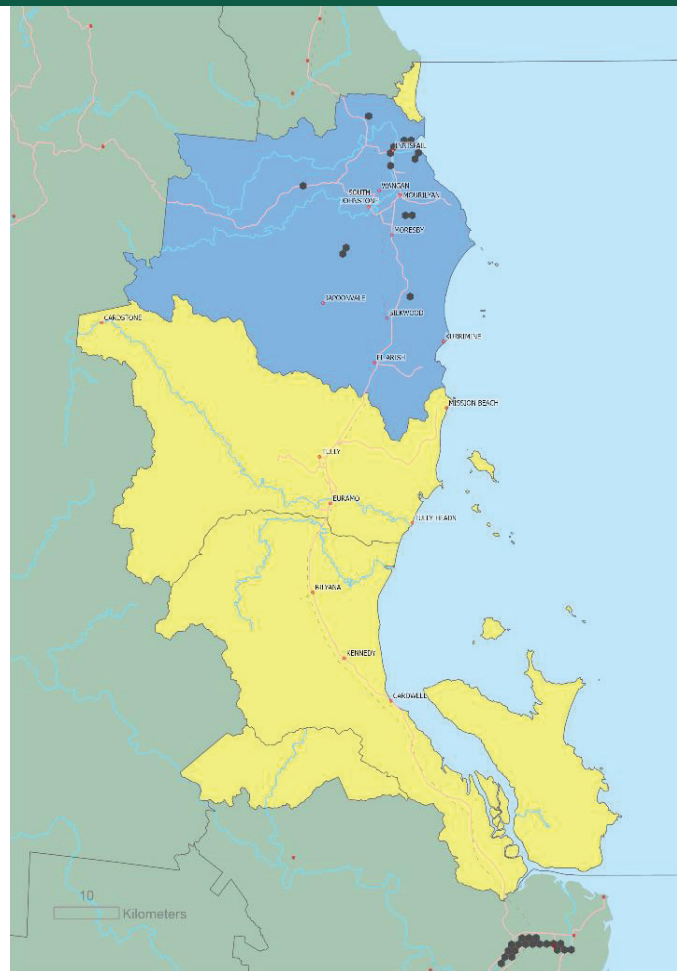 INNISFAIL
WANGAN
SOUTH
JOHNSTONE
MOURILYAN
MORESBY
JAPOONVALE
SILKWOOD
CARDSTONE
KURRIMINE
EL ARISH
MISSION BEACH
TULLY
EURAMO
TULLY HEADS
BILYANA
KENNEDY
CARDWELL
10
Kilometers